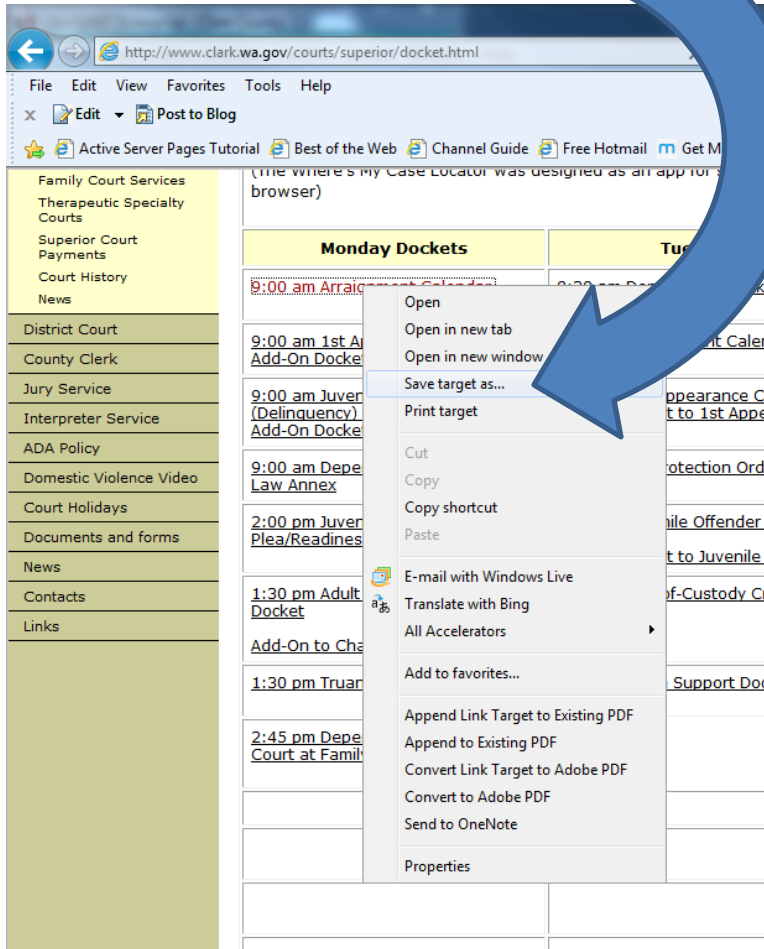 http://www.clark.wa.gov/courts/superior/docket.html
File Edit View Favorites Tools Help
x Edit Post to Blog
Active Server Pages Tutorial Best of the Web Channel Guide Free Hotmail Get M
Family Court Services
Therapeutic Specialty
Courts
Superior Court
Payments
Court History
News
District Court
County Clerk
Jury Service
Interpreter Service
ADA Policy
Domestic Violence Video
Court Holidays
Documents and forms
News
Contacts
Links
(The Where's My Case Locator was designed as an app for
browser)
Monday Dockets
Tue
9:00 am Arraignment Calendar
9:00 am 1st Ap
Add-On Docke
9:00 am Juven
(Delinquency)
Add-On Docke
9:00 am Depe
Law Annex
2:00 pm Juven
Plea/Readines
1:30 pm Adult
Docket
Add-On to Cha
1:30 pm Truan
2:45 pm Depe
Court at Famil
Open
Open in new tab
Open in new window
Save target as...
Print target
Cut
Copy
Copy shortcut
Paste
E-mail with Windows Live
Translate with Bing
All Accelerators
Add to favorites...
Append Link Target to Existing PDF
Append to Existing PDF
Convert Link Target to Adobe PDF
Convert to Adobe PDF
Send to OneNote
Properties
t Cale
ppearance C
t to 1st Appe
rotection Ord
ile Offender
t to Juvenile
of-Custody C
Support Do